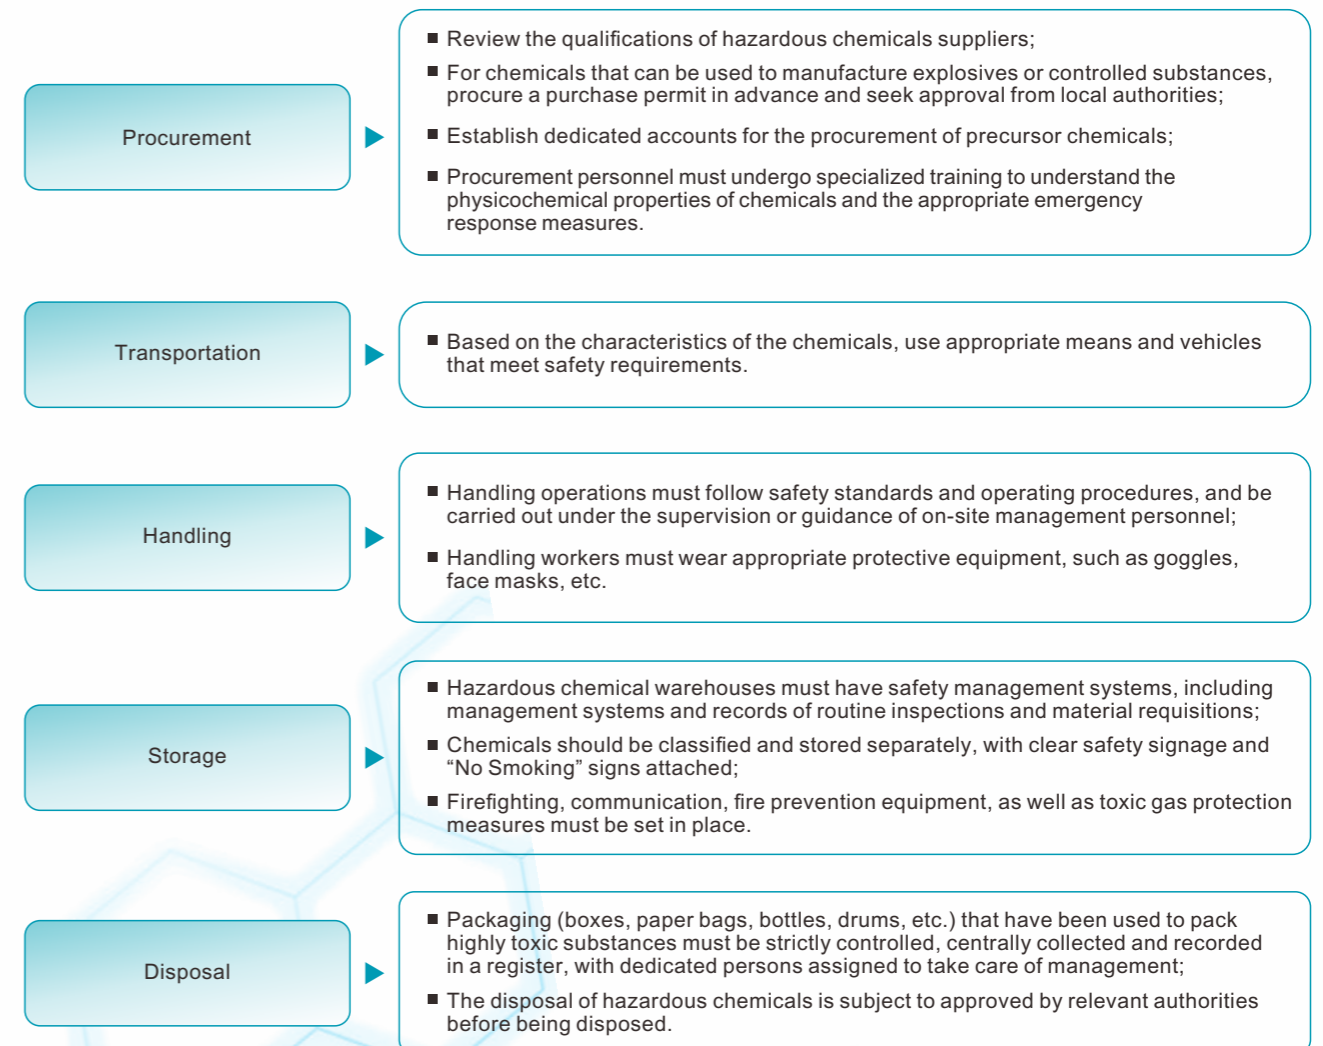 Procurement
■ Review the qualifications of hazardous chemicals suppliers;
■ For chemicals that can be used to manufacture explosives or controlled substances,
procure a purchase permit in advance and seek approval from local authorities;
■ Establish dedicated accounts for the procurement of precursor chemicals;
■ Procurement personnel must undergo specialized training to understand the
physicochemical properties of chemicals and the appropriate emergency
response measures.
Transportation
■ Based on the characteristics of the chemicals, use appropriate means and vehicles
that meet safety requirements.
Handling
■ Handling operations must follow safety standards and operating procedures, and be
carried out under the supervision or guidance of on-site management personnel;
■ Handling workers must wear appropriate protective equipment, such as goggles,
face masks, etc.
Storage
■ Hazardous chemical warehouses must have safety management systems, including
management systems and records of routine inspections and material requisitions;
■ Chemicals should be classified and stored separately, with clear safety signage and
“No Smoking” signs attached;
■ Firefighting, communication, fire prevention equipment, as well as toxic gas protection
measures must be set in place.
Disposal
■ Packaging (boxes, paper bags, bottles, drums, etc.) that have been used to pack
highly toxic substances must be strictly controlled, centrally collected and recorded
in a register, with dedicated persons assigned to take care of management;
■ The disposal of hazardous chemicals is subject to approved by relevant authorities
before being disposed.